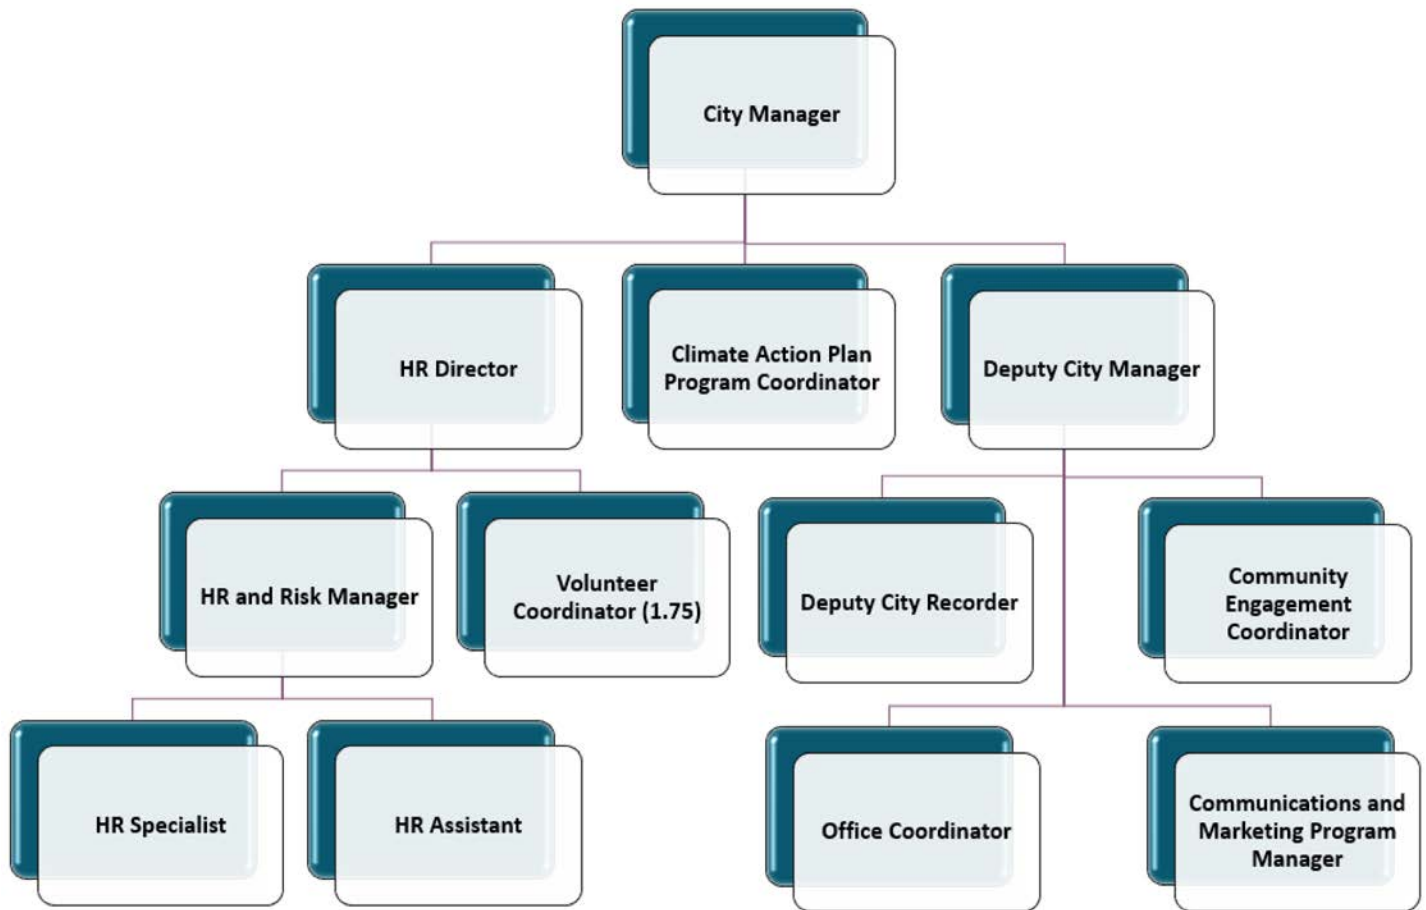 City Manager
HR Director
Climate Action Plan
Program Coordinator
Deputy City Manager
HR and Risk Manager
Volunteer
Coordinator (1.75)
Deputy City Recorder
Community
Engagement
Coordinator
HR Specialist
HR Assistant
Office Coordinator
Communications and
Marketing Program
Manager